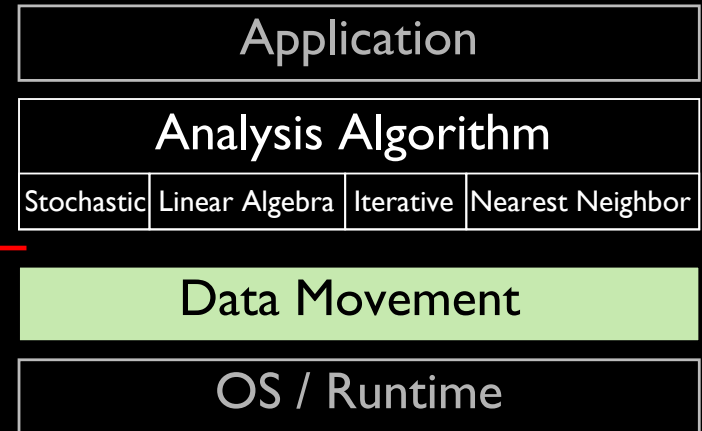 Application
Analysis Algorithm
Stochastic Linear Algebra Iterative Nearest Neighbor
Data Movement
OS / Runtime